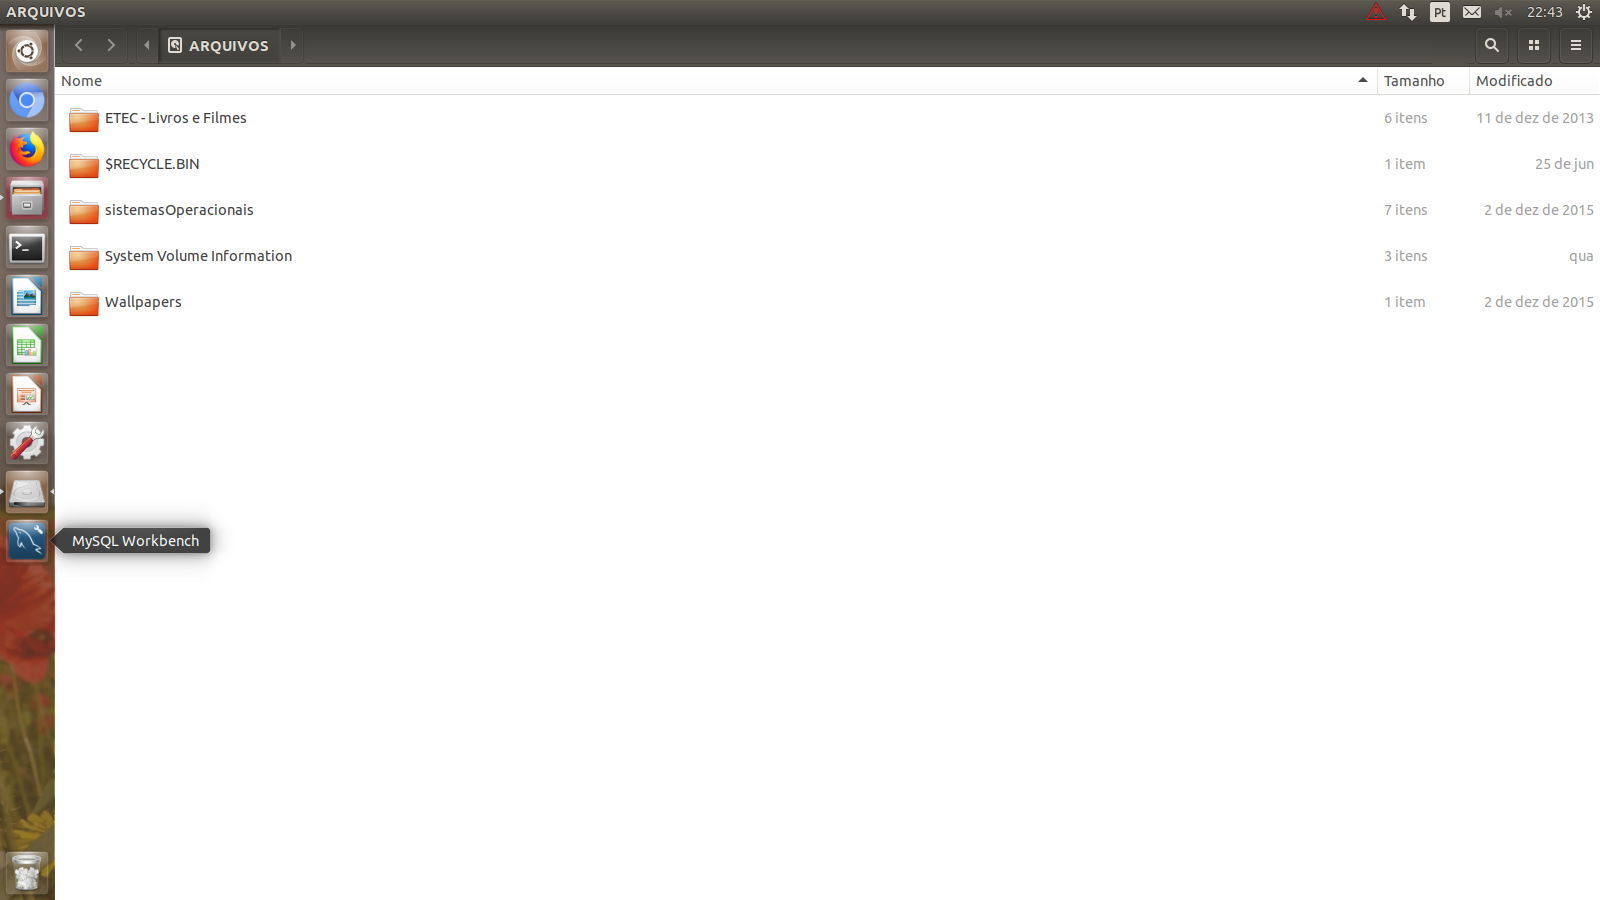 ARQUIVOS
Pt
22:43
ARQUIVOS
Nome Tamanho Modificado
ETEC - Livros e Filmes 6 itens 11 de dez de 2013
$RECYCLE.BIN 1 item 25 de jun
sistemasOperacionais 7 itens 2 de dez de 2015
System Volume Information 3 itens qua
Wallpapers 1 item 2 de dez de 2015
MySQL Workbench